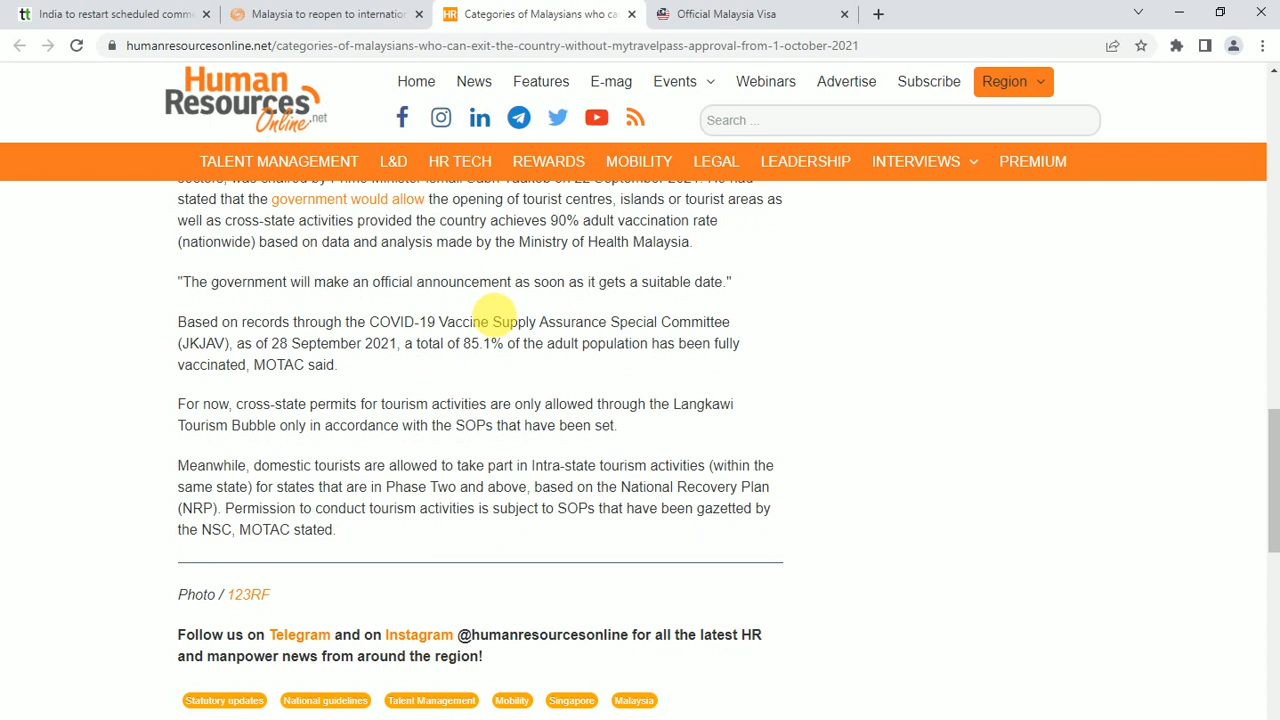 India to restart scheduled comme
Malaysia to reopen to internatio
Categories of Malaysians who ca
Official Malaysia Visa
humanresourcesonline.net/categories-of-malaysians-who-can-exit-the-country-without-mytravelpass-approval-from-1-october-2021
Human Resources Online.net
Home News Features E-mag Events Webinars Advertise Subscribe Region
Search ...
TALENT MANAGEMENT L&D HR TECH REWARDS MOBILITY LEGAL LEADERSHIP INTERVIEWS PREMIUM
stated that the government would allow the opening of tourist centres, islands or tourist areas as
well as cross-state activities provided the country achieves 90% adult vaccination rate
(nationwide) based on data and analysis made by the Ministry of Health Malaysia.
"The government will make an official announcement as soon as it gets a suitable date."
Based on records through the COVID-19 Vaccine Supply Assurance Special Committee
(JKJAV), as of 28 September 2021, a total of 85.1% of the adult population has been fully
vaccinated, MOTAC said.
For now, cross-state permits for tourism activities are only allowed through the Langkawi
Tourism Bubble only in accordance with the SOPs that have been set.
Meanwhile, domestic tourists are allowed to take part in Intra-state tourism activities (within the
same state) for states that are in Phase Two and above, based on the National Recovery Plan
(NRP). Permission to conduct tourism activities is subject to SOPs that have been gazetted by
the NSC, MOTAC stated.
Photo / 123RF
Follow us on Telegram and on Instagram @humanresourcesonline for all the latest HR
and manpower news from around the region!
Statutory updates National guidelines Talent Management Mobility Singapore Malaysia